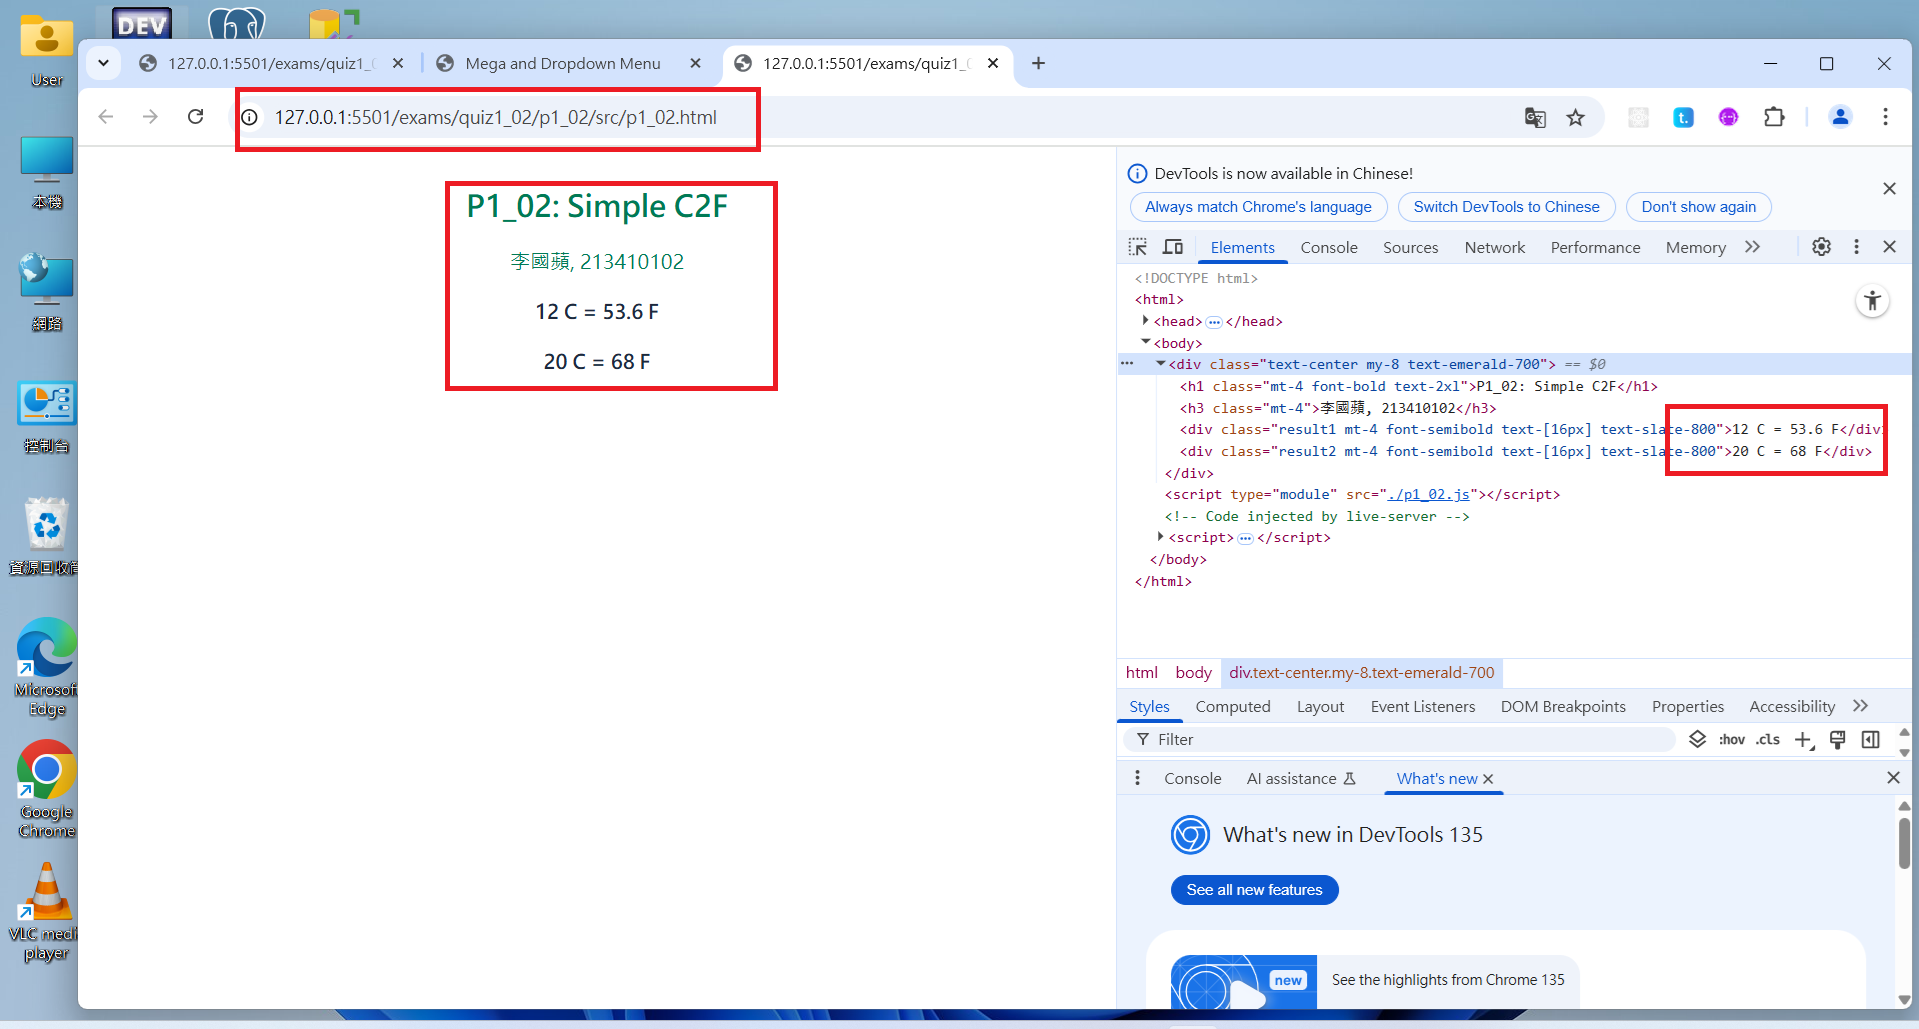 DEV
User
本機
網路
控制台
Microsoft
Edge
Google
Chrome
player
127.0.0.1:5501/exams/quiz1_
Mega and Dropdown Menu
127.0.0.1:5501/exams/quiz1_
127.0.0.1:5501/exams/quiz1_02/p1_02/src/p1_02.html
t.
P1_02: Simple C2F
李國蘋, 213410102
12 C = 53.6 F
20 C = 68 F
DevTools is now available in Chinese!
Always match Chrome's language
Switch DevTools to Chinese
Don't show again
Elements
Console
Sources
Network
Performance
Memory
<!DOCTYPE html>
<html>
<head> </head>
<body>
<div class="text-center my-8 text-emerald-700"> == $0
<h1 class="mt-4 font-bold text-2xl">P1_02: Simple C2F</h1>
<h3 class="mt-4">李國蘋, 213410102</h3>
<div class="result1 mt-4 font-semibold text-[16px] text-slate-800">12 C = 53.6 F</div>
<div class="result2 mt-4 font-semibold text-[16px] text-slate-800">20 C = 68 F</div>
</div>
<script type="module" src="./p1_02.js"></script>
<!-- Code injected by live-server -->
<script> </script>
</body>
</html>
html
body
div.text-center.my-8.text-emerald-700
Styles
Computed
Layout
Event Listeners
DOM Breakpoints
Properties
Accessibility
Filter
:hov
.cls
Console
AI assistance
What's new
What's new in DevTools 135
See all new features
new
See the highlights from Chrome 135